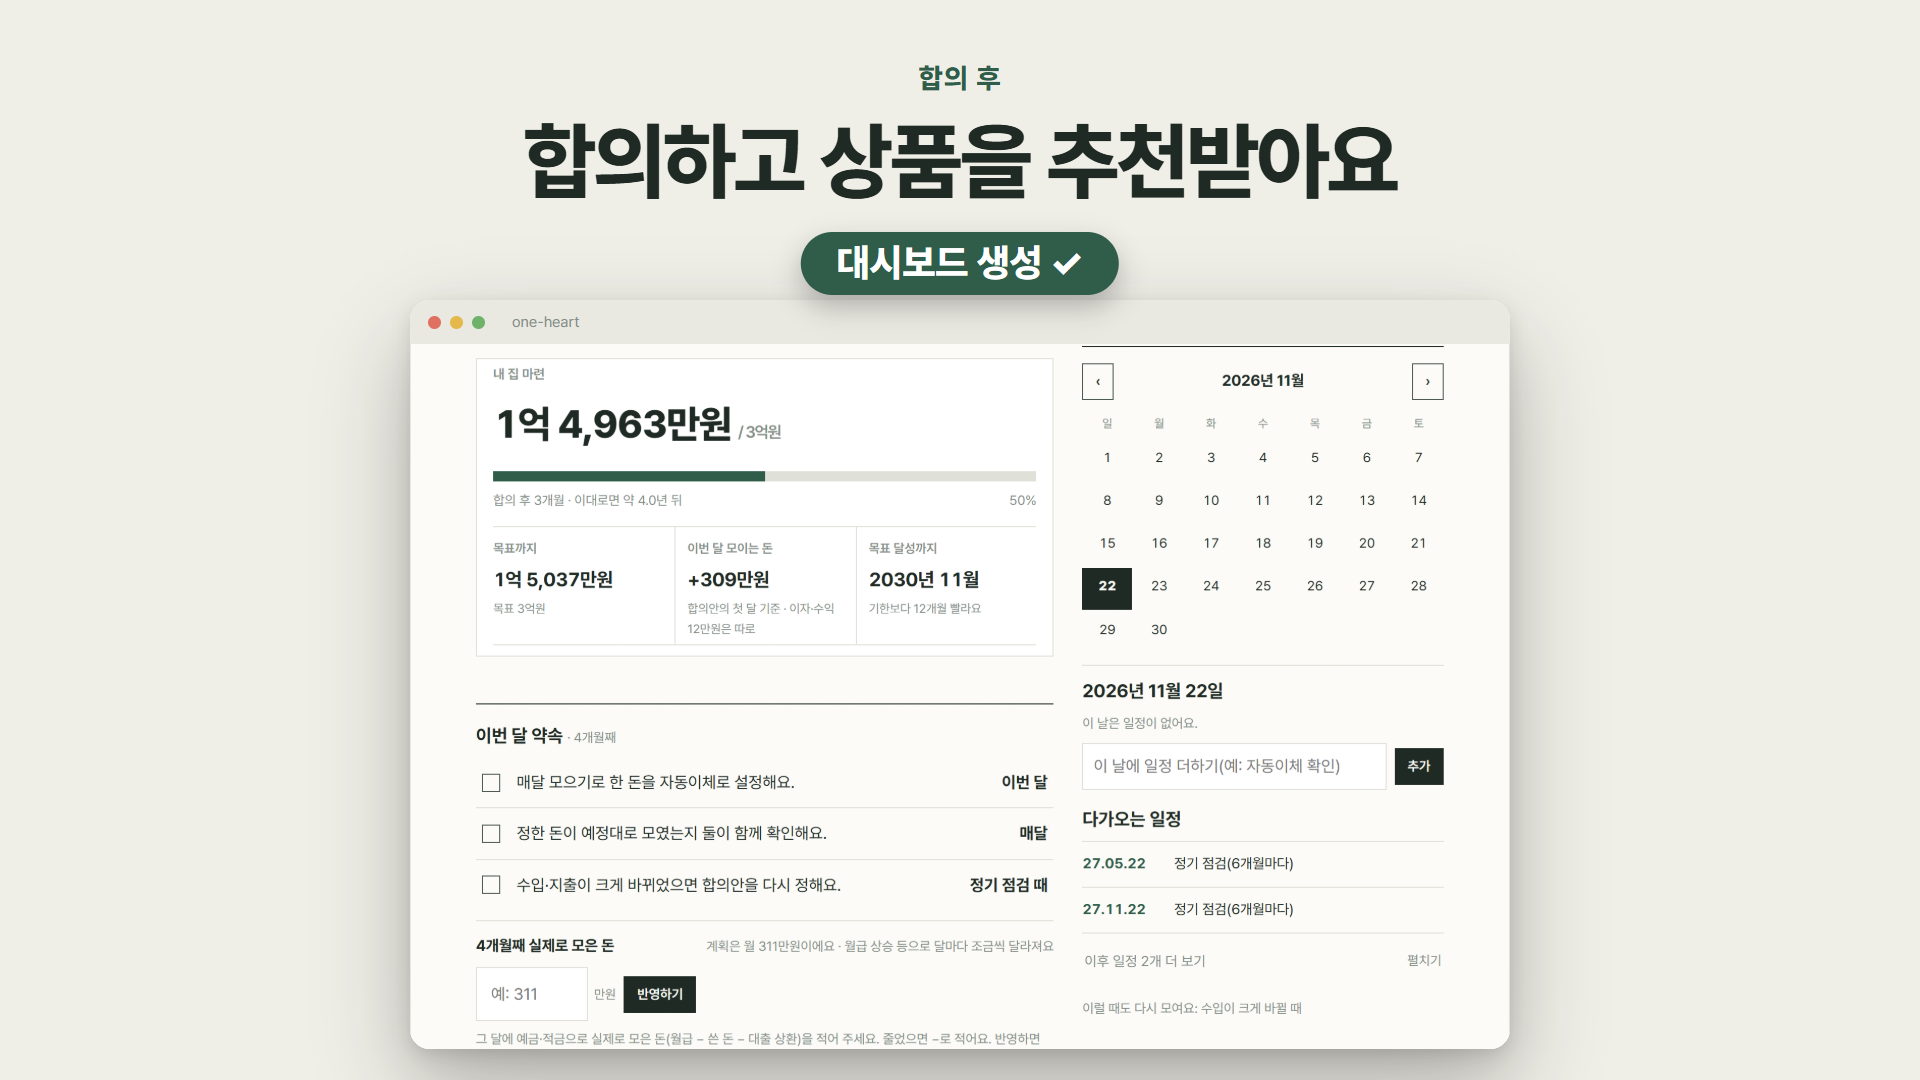 합의 후
합의하고 상품을 추천받아요
대시보드 생성 ✓
one-heart
내 집 마련
1억 4,963만원 / 3억원
합의 후 3개월 · 이대로면 약 4.0년 뒤 50%
목표까지
1억 5,037만원
목표 3억원
이번 달 모이는 돈
+309만원
합의안의 첫 달 기준 · 이자·수익
12만원은 따로
목표 달성까지
2030년 11월
기한보다 12개월 빨라요
이번 달 약속 · 4개월째
매달 모으기로 한 돈을 자동이체로 설정해요. 이번 달
정한 돈이 예정대로 모였는지 둘이 함께 확인해요. 매달
수입·지출이 크게 바뀌었으면 합의안을 다시 정해요. 정기 점검 때
4개월째 실제로 모은 돈 계획은 월 311만원이에요 · 월급 상승 등으로 달마다 조금씩 달라져요
예: 311 만원 반영하기
그 달에 예금·적금으로 실제로 모은 돈(월급 − 쓴 돈 − 대출 상환)을 적어 주세요. 줄었으면 −로 적어요. 반영하면
‹ 2026년 11월 ›
일 월 화 수 목 금 토
1 2 3 4 5 6 7
8 9 10 11 12 13 14
15 16 17 18 19 20 21
22 23 24 25 26 27 28
29 30
2026년 11월 22일
이 날은 일정이 없어요.
이 날에 일정 더하기(예: 자동이체 확인) 추가
다가오는 일정
27.05.22 정기 점검(6개월마다)
27.11.22 정기 점검(6개월마다)
이후 일정 2개 더 보기 펼치기
이럴 때도 다시 모여요: 수입이 크게 바뀔 때